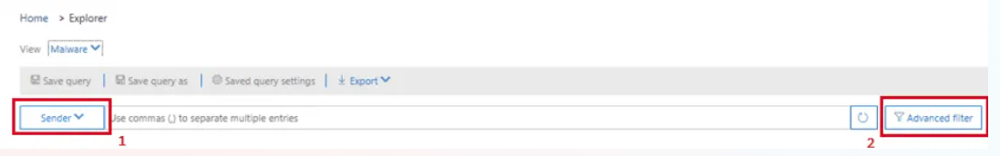 Home > Explorer
View Malware
Save query | Save query as | Saved query settings | Export
Sender Use commas (,) to separate multiple entries Advanced filter
1 2